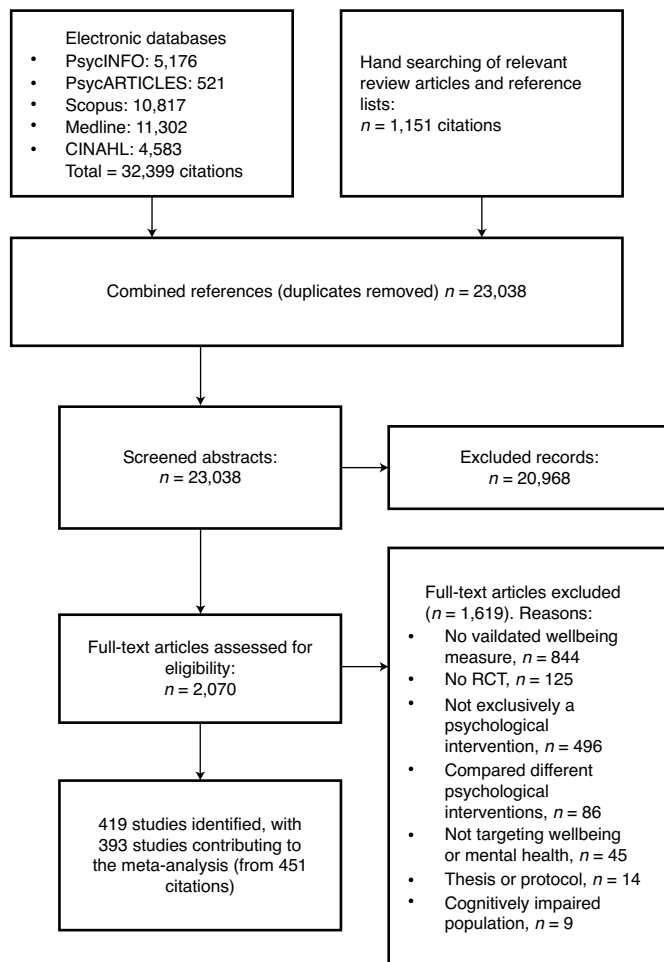 Electronic databases
• PsycINFO: 5,176
• PsycARTICLES: 521
• Scopus: 10,817
• Medline: 11,302
• CINAHL: 4,583
Total = 32,399 citations
Hand searching of relevant
review articles and reference
lists:
n = 1,151 citations
Combined references (duplicates removed) n = 23,038
Screened abstracts:
n = 23,038
Excluded records:
n = 20,968
Full-text articles assessed for
eligibility:
n = 2,070
Full-text articles excluded
(n = 1,619). Reasons:
• No vaildated wellbeing
measure, n = 844
• No RCT, n = 125
• Not exclusively a
psychological
intervention, n = 496
• Compared different
psychological
interventions, n = 86
• Not targeting wellbeing
or mental health, n = 45
• Thesis or protocol, n = 14
• Cognitively impaired
population, n = 9
419 studies identified, with
393 studies contributing to
the meta-analysis (from 451
citations)